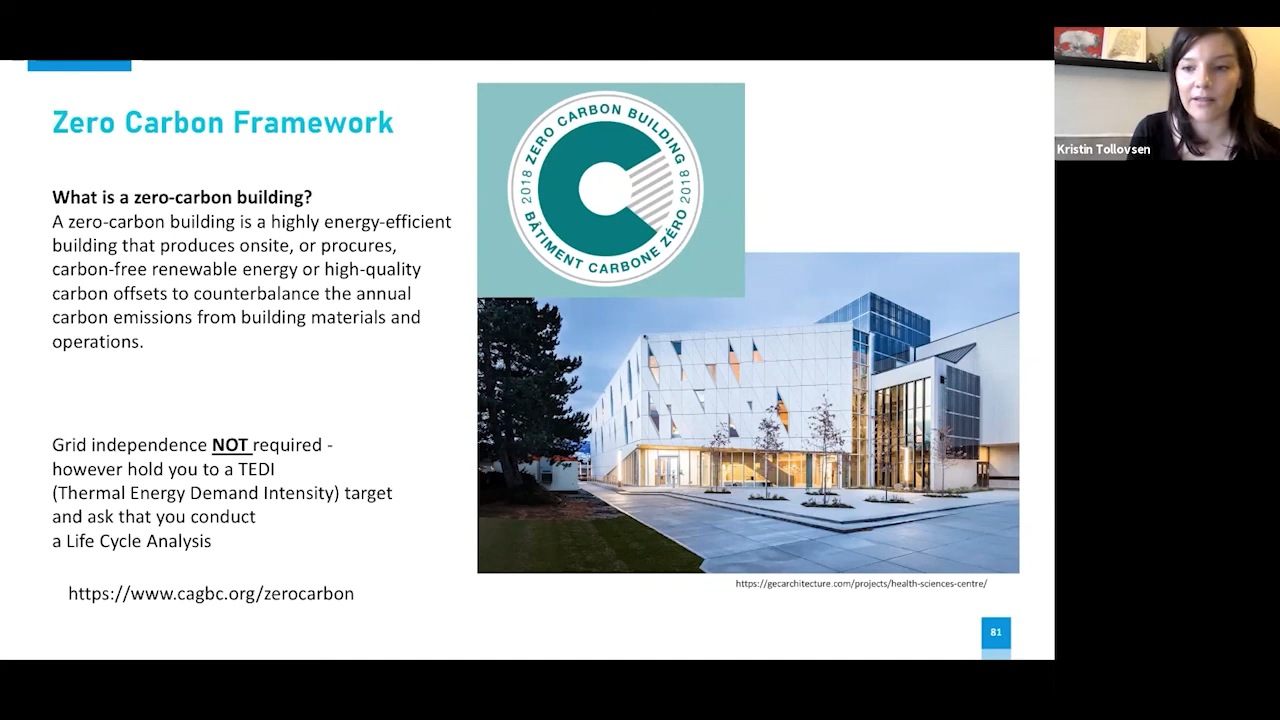 Zero Carbon Framework
What is a zero-carbon building?
A zero-carbon building is a highly energy-efficient
building that produces onsite, or procures,
carbon-free renewable energy or high-quality
carbon offsets to counterbalance the annual
carbon emissions from building materials and
operations.
Grid independence NOT required -
however hold you to a TEDI
(Thermal Energy Demand Intensity) target
and ask that you conduct
a Life Cycle Analysis
https://www.cagbc.org/zerocarbon
2018 ZERO CARBON BUILDING 2018
BÂTIMENT CARBONE ZÉRO
https://gecarchitecture.com/projects/health-sciences-centre/
81
Kristin Tollovsen